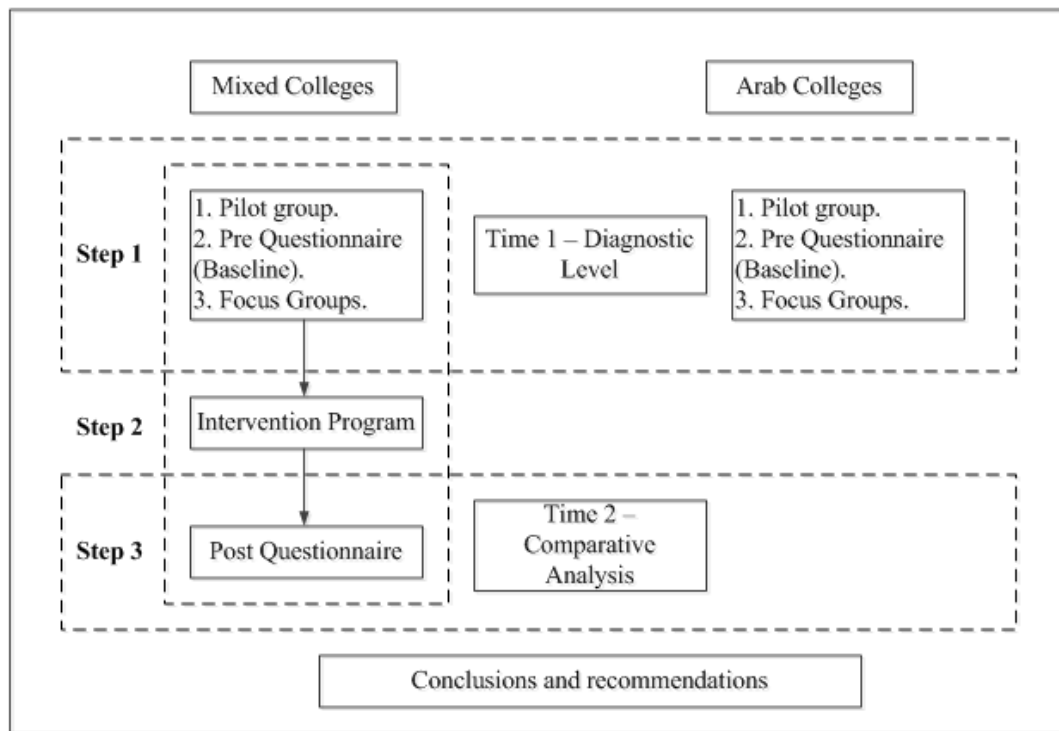 Mixed Colleges
Arab Colleges
Step 1
1. Pilot group.
2. Pre Questionnaire
(Baseline).
3. Focus Groups.
Time 1 – Diagnostic
Level
1. Pilot group.
2. Pre Questionnaire
(Baseline).
3. Focus Groups.
Step 2
Intervention Program
Step 3
Post Questionnaire
Time 2 –
Comparative
Analysis
Conclusions and recommendations